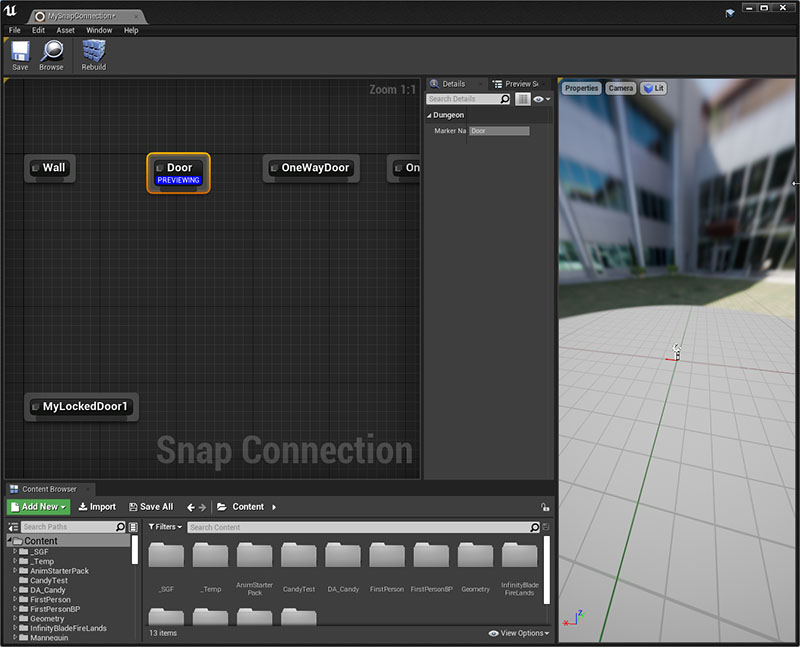 MySnapConnection*
File Edit Asset Window Help
Save Browse Rebuild
Zoom 1:1
Wall
Door
PREVIEWING
OneWayDoor
On
MyLockedDoor1
Snap Connection
Details
Preview Se
Search Details
Dungeon
Marker Na Door
Properties Camera Lit
Z
X
Content Browser
Add New Import Save All Content
Search Paths
Content
_SGF
_Temp
AnimStarterPack
CandyTest
DA_Candy
FirstPerson
FirstPersonBP
Geometry
InfinityBladeFireLands
Mannequin
Filters Search Content
_SGF _Temp AnimStarter Pack CandyTest DA_Candy FirstPerson FirstPersonBP Geometry InfinityBlade FireLands
13 items
View Options